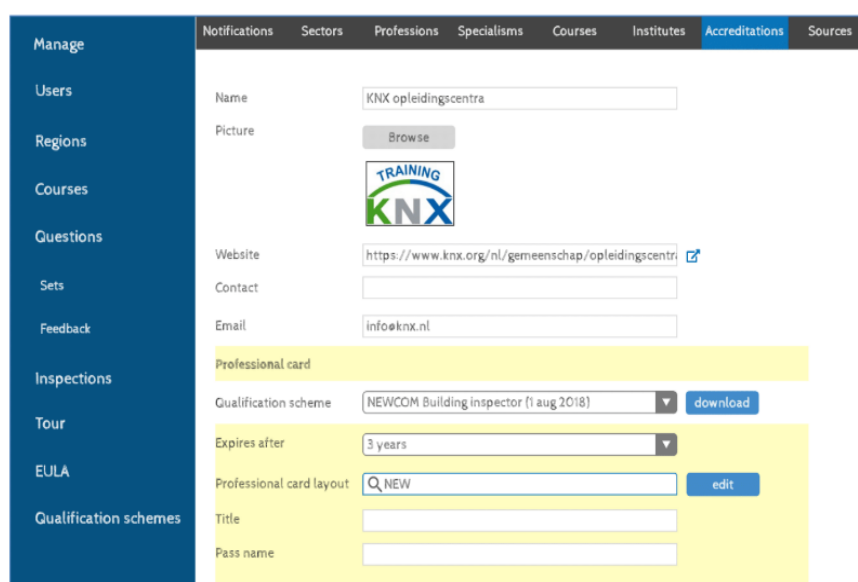 Notifications Sectors Professions Specialisms Courses Institutes Accreditations Sources
Manage
Users
Regions
Courses
Questions
Sets
Feedback
Inspections
Tour
EULA
Qualification schemes
Name KNX opleidingscentra
Picture Browse
TRAINING
KNX
Website https://www.knx.org/nl/gemeenschap/opleidingscentr
Contact
Email info@knx.nl
Professional card
Qualification scheme NEWCOM Building inspector (1 aug 2018) download
Expires after 3 years
Professional card layout NEW edit
Title
Pass name